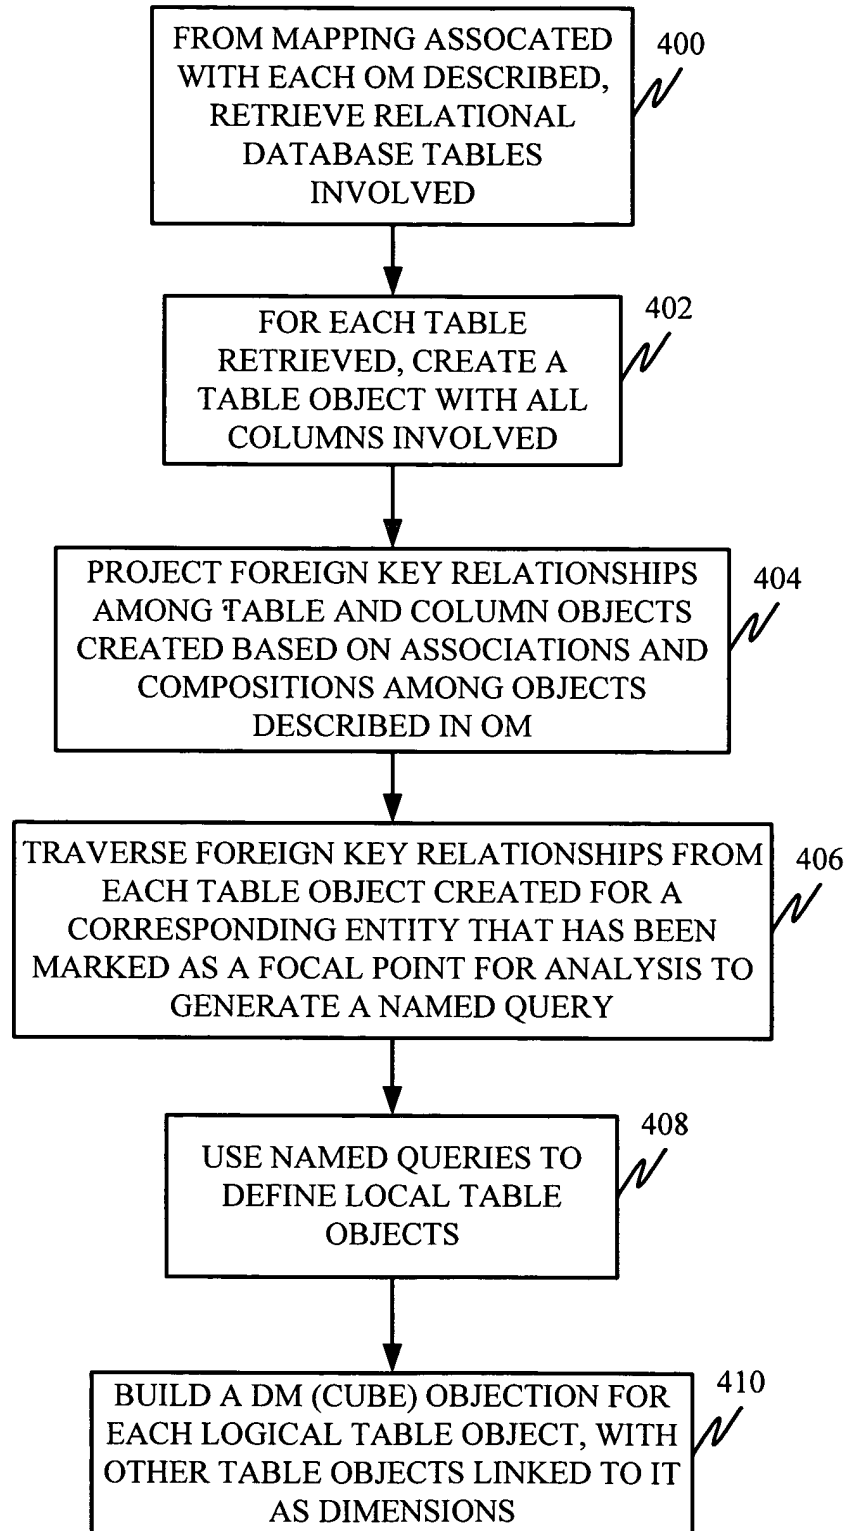 FROM MAPPING ASSOCATED
WITH EACH OM DESCRIBED,
RETRIEVE RELATIONAL
DATABASE TABLES
INVOLVED
400
FOR EACH TABLE
RETRIEVED, CREATE A
TABLE OBJECT WITH ALL
COLUMNS INVOLVED
402
PROJECT FOREIGN KEY RELATIONSHIPS
AMONG TABLE AND COLUMN OBJECTS
CREATED BASED ON ASSOCIATIONS AND
COMPOSITIONS AMONG OBJECTS
DESCRIBED IN OM
404
TRAVERSE FOREIGN KEY RELATIONSHIPS FROM
EACH TABLE OBJECT CREATED FOR A
CORRESPONDING ENTITY THAT HAS BEEN
MARKED AS A FOCAL POINT FOR ANALYSIS TO
GENERATE A NAMED QUERY
406
USE NAMED QUERIES TO
DEFINE LOCAL TABLE
OBJECTS
408
BUILD A DM (CUBE) OBJECTION FOR
EACH LOGICAL TABLE OBJECT, WITH
OTHER TABLE OBJECTS LINKED TO IT
AS DIMENSIONS
410